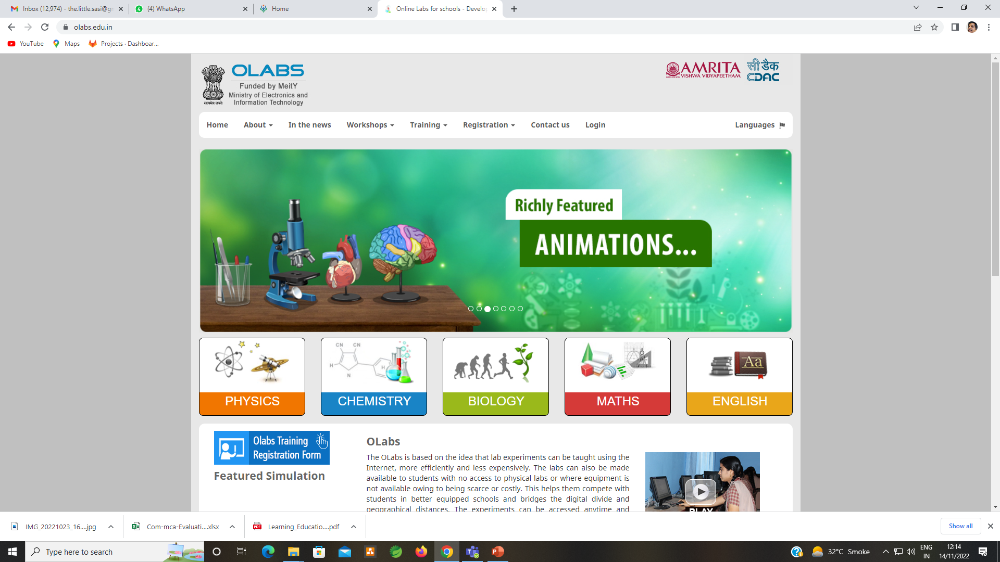 Inbox (12,974) - the.little.sasi@gr
(4) WhatsApp
Home
Online Labs for schools - Develop
olabs.edu.in
YouTube
Maps
Projects · Dashboar...
सत्यमेव जयते
OLABS
Funded by MeitY
Ministry of Electronics and
Information Technology
AMRITA
VISHWA VIDYAPEETHAM
सी डैक
CDAC
Home
About
In the news
Workshops
Training
Registration
Contact us
Login
Languages
Richly Featured
ANIMATIONS...
CN CN
H
H
N
Aa
PHYSICS
CHEMISTRY
BIOLOGY
MATHS
ENGLISH
Olabs Training
Registration Form
Featured Simulation
OLabs
The OLabs is based on the idea that lab experiments can be taught using the
Internet, more efficiently and less expensively. The labs can also be made
available to students with no access to physical labs or where equipment is
not available owing to being scarce or costly. This helps them compete with
students in better equipped schools and bridges the digital divide and
geographical distances. The experiments can be accessed anytime and
PLAY
IMG_20221023_16....jpg
Com-mca-Evaluati....xlsx
PDF
Learning_Educatio....pdf
Show all
Type here to search
32°C Smoke
ENG
IN
12:14
14/11/2022